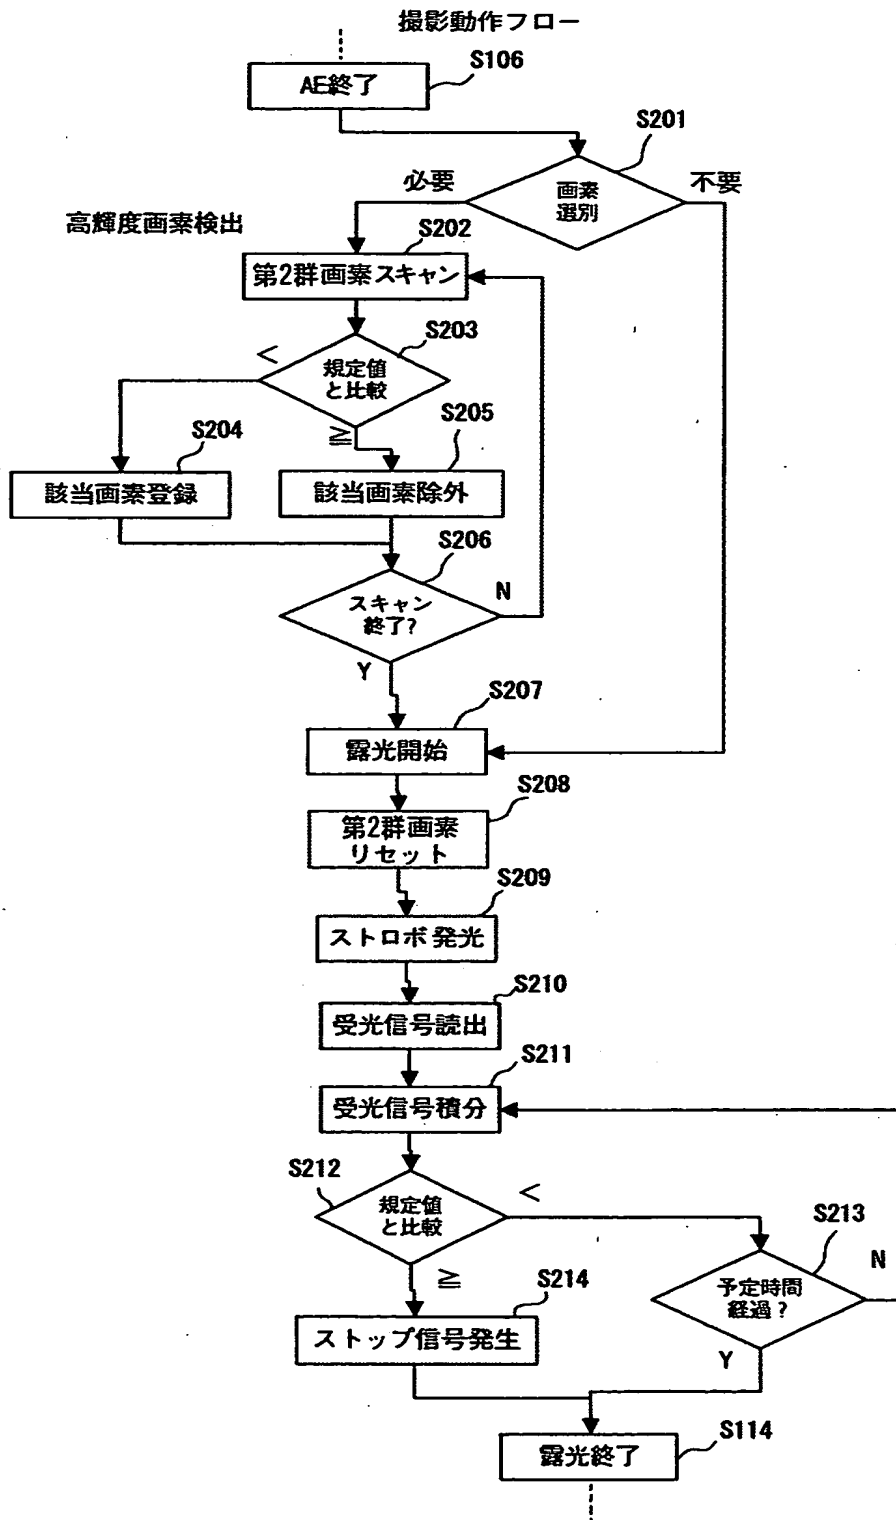 撮影動作フロー
S106
AE終了
S201
画素
選別
必要
不要
高輝度画素検出
S202
第2群画素スキャン
S203
規定値
と比較
<
≧
S204
該当画素登録
S205
該当画素除外
S206
スキャン
終了?
N
Y
S207
露光開始
S208
第2群画素
リセット
S209
ストロボ発光
S210
受光信号読出
S211
受光信号積分
S212
規定値
と比較
<
≧
S213
予定時間
経過?
N
Y
S214
ストップ信号発生
S114
露光終了